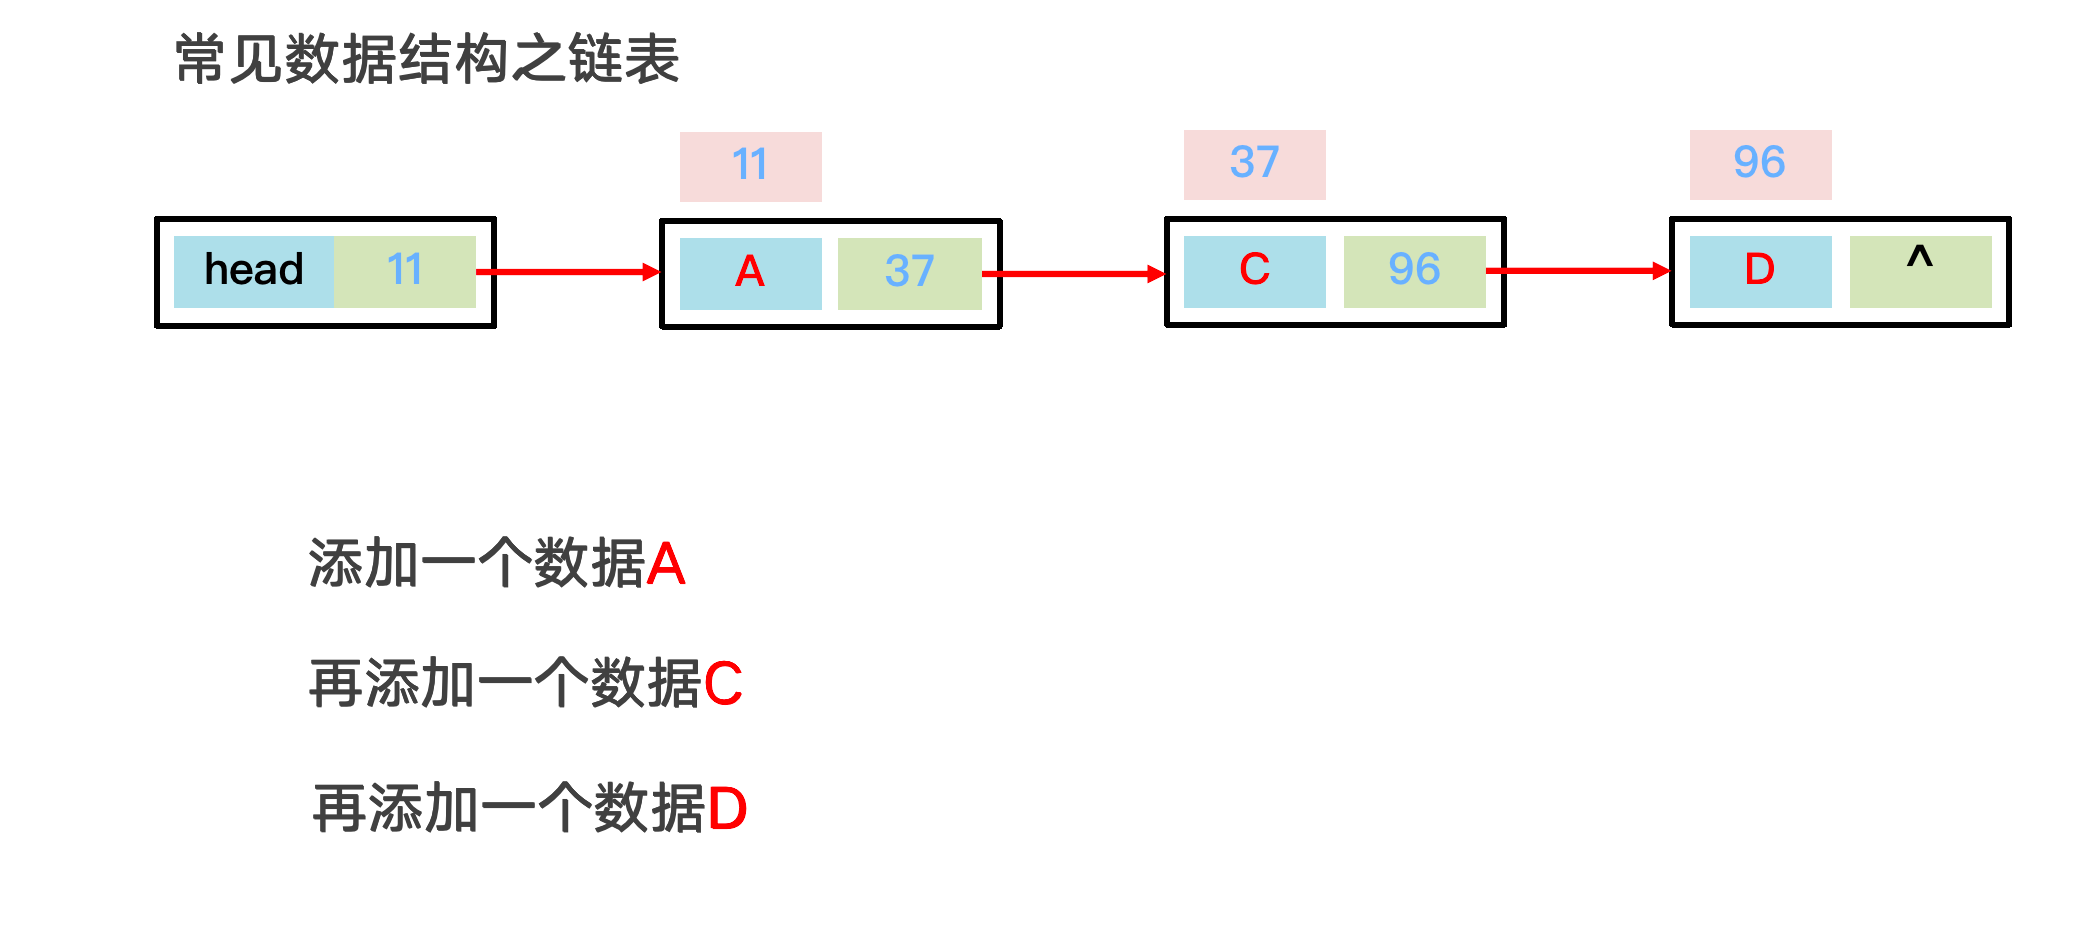 常见数据结构之链表
11 37 96
head 11 A 37 C 96 D ^
添加一个数据A
再添加一个数据C
再添加一个数据D